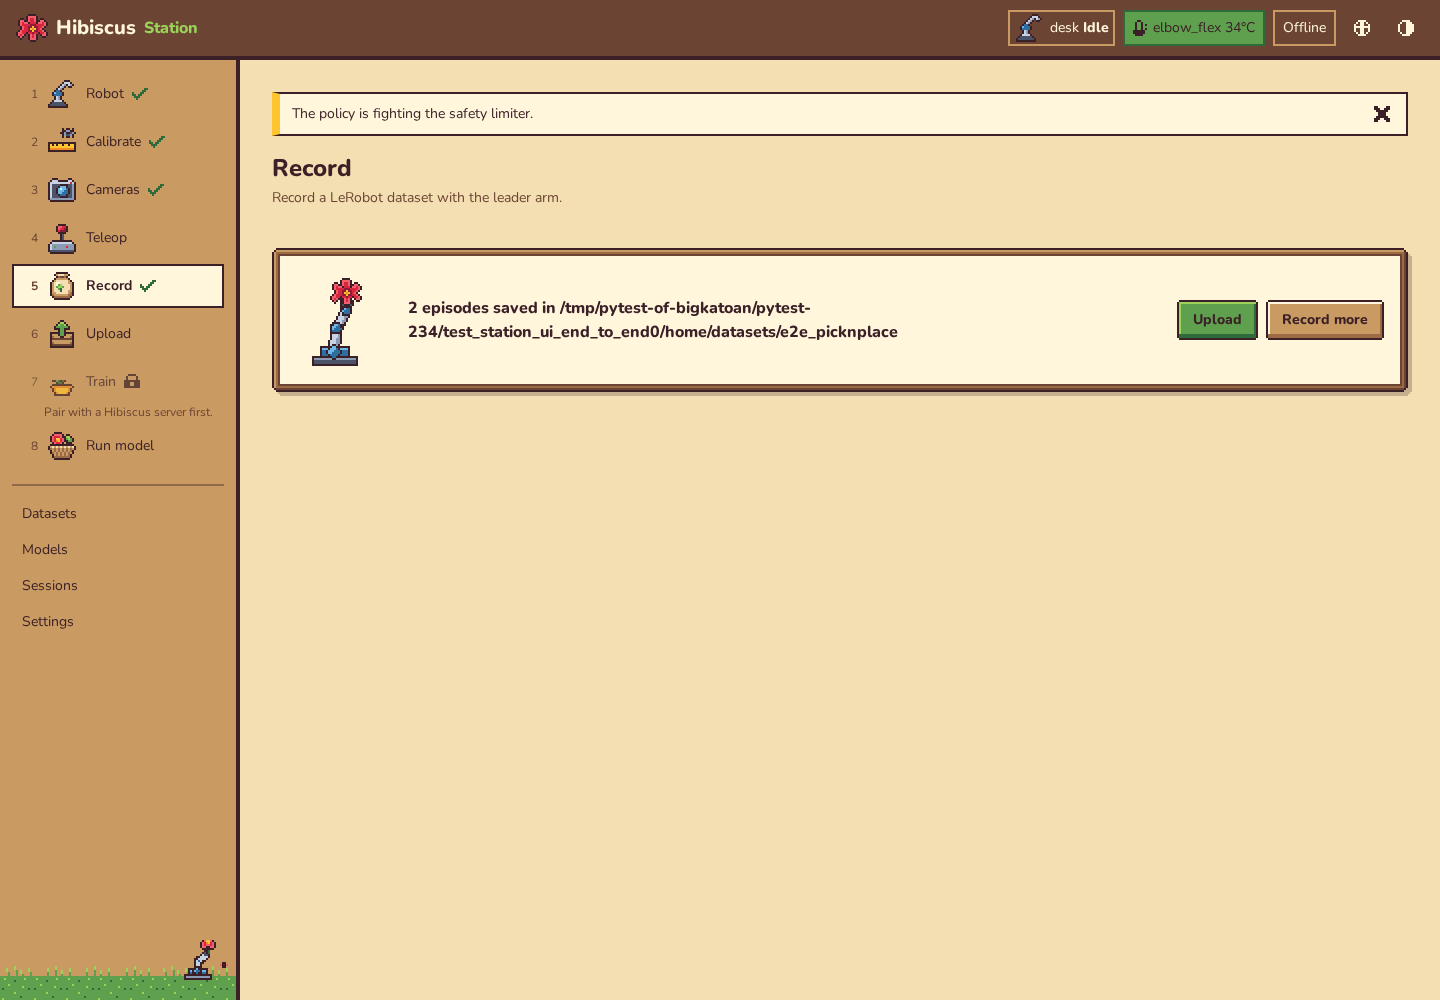 Hibiscus Station
desk Idle
elbow_flex 34°C
Offline
1 Robot
2 Calibrate
3 Cameras
4 Teleop
5 Record
6 Upload
7 Train
Pair with a Hibiscus server first.
8 Run model
Datasets
Models
Sessions
Settings
The policy is fighting the safety limiter.
Record
Record a LeRobot dataset with the leader arm.
2 episodes saved in /tmp/pytest-of-bigkatoan/pytest-
234/test_station_ui_end_to_end0/home/datasets/e2e_picknplace
Upload
Record more